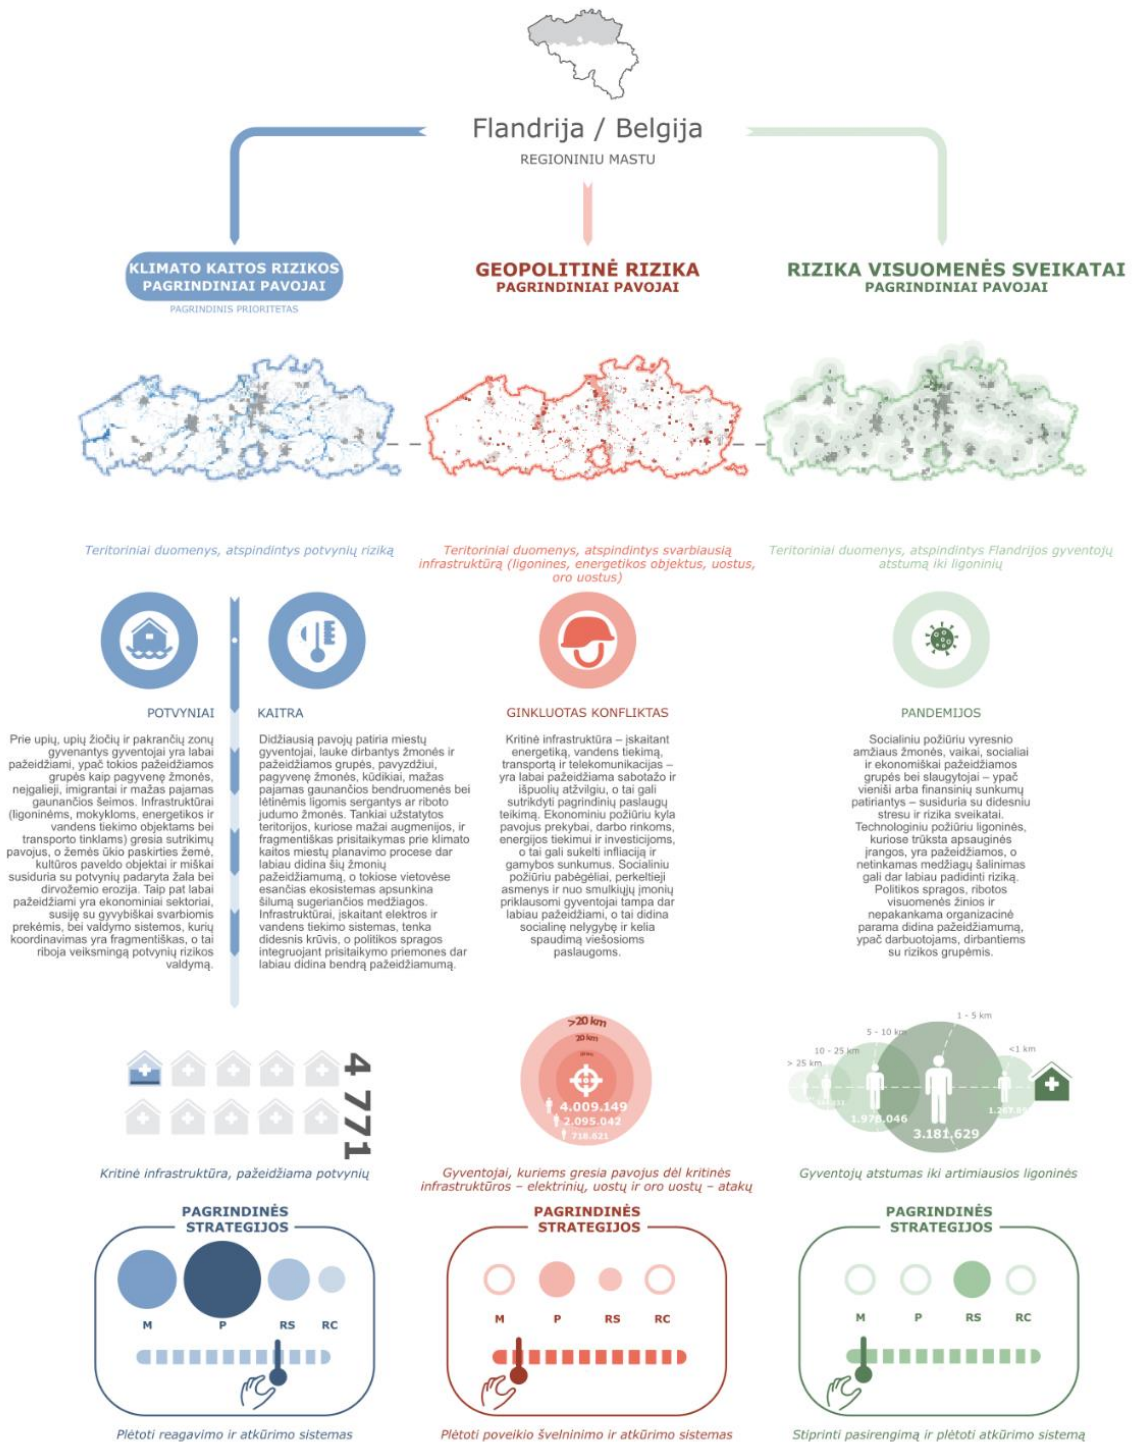 Flandrija / Belgija
REGIONINIU MASTU
KLIMATO KAITOS RIZIKOS
PAGRINDINIAI PAVOJAI
PAGRINDINIS PRIORITETAS
GEOPOLITINĖ RIZIKA
PAGRINDINIAI PAVOJAI
RIZIKA VISUOMENĖS SVEIKATAI
PAGRINDINIAI PAVOJAI
Teritoriniai duomenys, atspindintys potvynių riziką
Teritoriniai duomenys, atspindintys svarbiausią
infrastruktūrą (ligonines, energetikos objektus, uostus,
oro uostus)
Teritoriniai duomenys, atspindintys Flandrijos gyventojų
atstumą iki ligoninių
POTVYNIAI
Prie upių, upių žiočių ir pakrančių zonų
gyvenantys gyventojai yra labai
pažeidžiami, ypač tokios pažeidžiamos
grupės kaip pagyvenę žmonės,
neįgalieji, imigrantai ir mažas pajamas
gaunančios šeimos. Infrastruktūrai
(ligoninėms, mokykloms, energetikos ir
vandens tiekimo objektams bei
transporto tinklams) gresia sutrikimų
pavojus, o žemės ūkio paskirties žemė,
kultūros paveldo objektai ir miškai
susiduria su potvynių padaryta žala bei
dirvožemio erozija. Taip pat labai
pažeidžiami yra ekonominiai sektoriai,
susiję su gyvybiškai svarbiomis
prekėmis, bei valdymo sistemos, kurių
koordinavimas yra fragmentiškas, o tai
riboja veiksmingą potvynių rizikos
valdymą.
KAITRA
Didžiausią pavojų patiria miestų
gyventojai, lauke dirbantys žmonės ir
pažeidžiamos grupės, pavyzdžiui,
pagyvenę žmonės, kūdikiai, mažas
pajamas gaunančios bendruomenės bei
lėtinėmis ligomis sergantys ar riboto
judumo žmonės. Tankiai užstatytos
teritorijos, kuriose mažai augmenijos, ir
fragmentiškas prisitaikymas prie klimato
kaitos miestų planavimo procese dar
labiau didina šių žmonių
pažeidžiamumą, o tokiose vietovėse
esančias ekosistemas apsunkina
šilumą sugeriančios medžiagos.
Infrastruktūrai, įskaitant elektros ir
vandens tiekimo sistemas, tenka
didesnis krūvis, o politikos spragos
integruojant prisitaikymo priemones dar
labiau didina bendrą pažeidžiamumą.
GINKLUOTAS KONFLIKTAS
Kritinė infrastruktūra – įskaitant
energetiką, vandens tiekimą,
transportą ir telekomunikacijas –
yra labai pažeidžiama sabotažo ir
išpuolių atžvilgiu, o tai gali
sutrikdyti pagrindinių paslaugų
teikimą. Ekonominiu požiūriu kyla
pavojus prekybai, darbo rinkoms,
energijos tiekimui ir investicijoms,
o tai gali sukelti infliaciją ir
gamybos sunkumus. Socialiniu
požiūriu pabėgėliai, perkeltieji
asmenys ir nuo smulkiųjų įmonių
priklausomi gyventojai tampa dar
labiau pažeidžiami, o tai didina
socialinę nelygybę ir kelia
spaudimą viešosioms
paslaugoms.
PANDEMIJOS
Socialiniu požiūriu vyresnio
amžiaus žmonės, vaikai, socialiai
ir ekonomiškai pažeidžiamos
grupės bei slaugytojai – ypač
vieniši arba finansinių sunkumų
patiriantys – susiduria su didesniu
stresu ir rizika sveikatai.
Technologiniu požiūriu ligoninės,
kuriose trūksta apsauginės
įrangos, yra pažeidžiamos, o
netinkamas medžiagų šalinimas
gali dar labiau padidinti riziką.
Politikos spragos, ribotos
visuomenės žinios ir
nepakankama organizacinė
parama didina pažeidžiamumą,
ypač darbuotojams, dirbantiems
su rizikos grupėmis.
4 771
Kritinė infrastruktūra, pažeidžiama potvynių
>20 km
20 km
4.009.149
2.095.042
718.821
Gyventojai, kuriems gresia pavojus dėl kritinės
infrastruktūros – elektrinių, uostų ir oro uostų – atakų
1 - 5 km
5 - 10 km
10 - 25 km
> 25 km
<1 km
1.978.046
3.181.629
Gyventojų atstumas iki artimiausios ligoninės
PAGRINDINĖS
STRATEGIJOS
M P RS RC
Plėtoti reagavimo ir atkūrimo sistemas
PAGRINDINĖS
STRATEGIJOS
M P RS RC
Plėtoti poveikio švelninimo ir atkūrimo sistemas
PAGRINDINĖS
STRATEGIJOS
M P RS RC
Stiprinti pasirengimą ir plėtoti atkūrimo sistemą